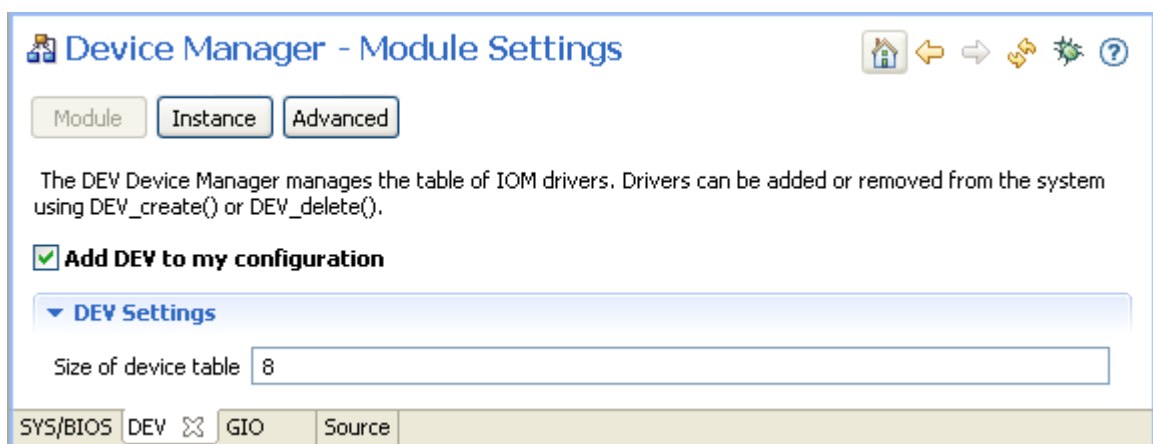 Device Manager - Module Settings
Module Instance Advanced
The DEV Device Manager manages the table of IOM drivers. Drivers can be added or removed from the system
using DEV_create() or DEV_delete().
Add DEV to my configuration
DEV Settings
Size of device table 8
SYS/BIOS DEV GIO Source